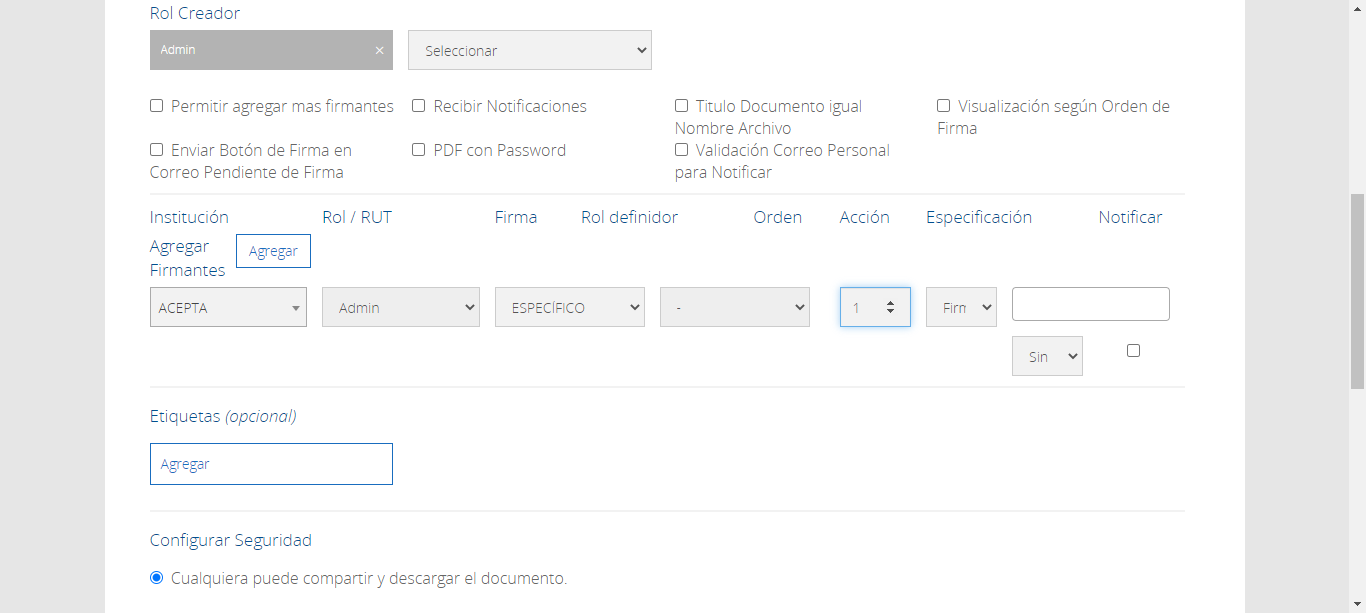 Rol Creador
Admin × Seleccionar
Permitir agregar mas firmantes Recibir Notificaciones Titulo Documento igual Visualización según Orden de
Nombre Archivo Firma
Enviar Botón de Firma en PDF con Password Validación Correo Personal
Correo Pendiente de Firma para Notificar
Institución Rol / RUT Firma Rol definidor Orden Acción Especificación Notificar
Agregar Agregar
Firmantes
ACEPTA Admin ESPECÍFICO - 1 Firm
Sin
Etiquetas (opcional)
Agregar
Configurar Seguridad
Cualquiera puede compartir y descargar el documento.